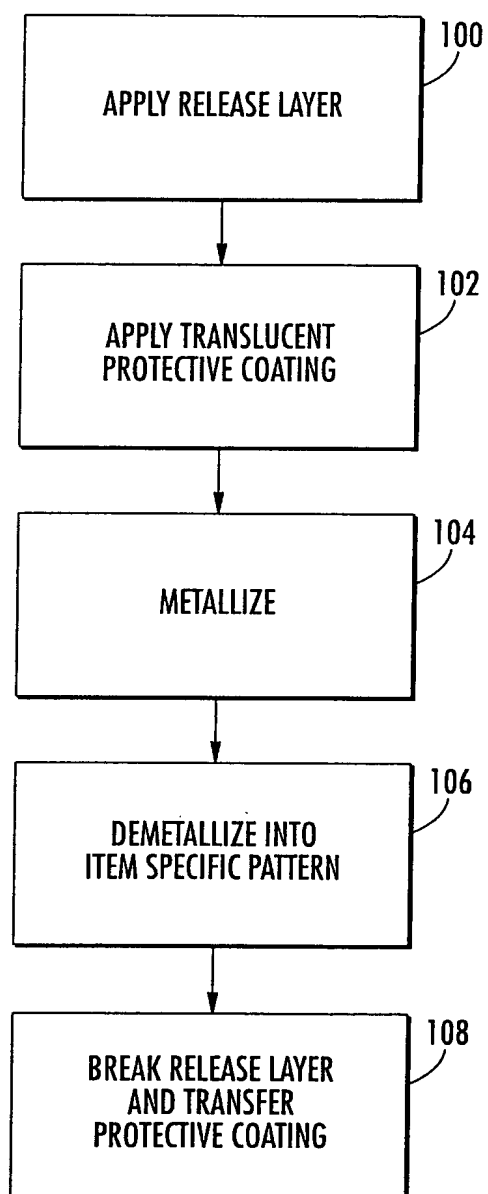 100
APPLY RELEASE LAYER
102
APPLY TRANSLUCENT
PROTECTIVE COATING
104
METALLIZE
106
DEMETALLIZE INTO
ITEM SPECIFIC PATTERN
108
BREAK RELEASE LAYER
AND TRANSFER
PROTECTIVE COATING